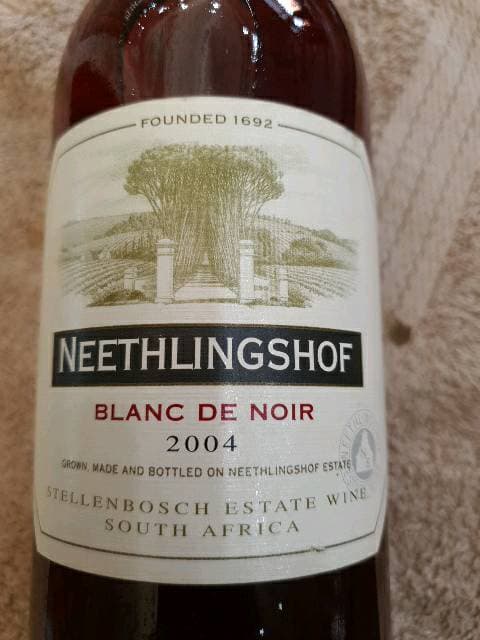 FOUNDED 1692
NEETHLINGSHOF
BLANC DE NOIR
2004
GROWN, MADE AND BOTTLED ON NEETHLINGSHOF ESTATE
STELLENBOSCH ESTATE WINE
SOUTH AFRICA